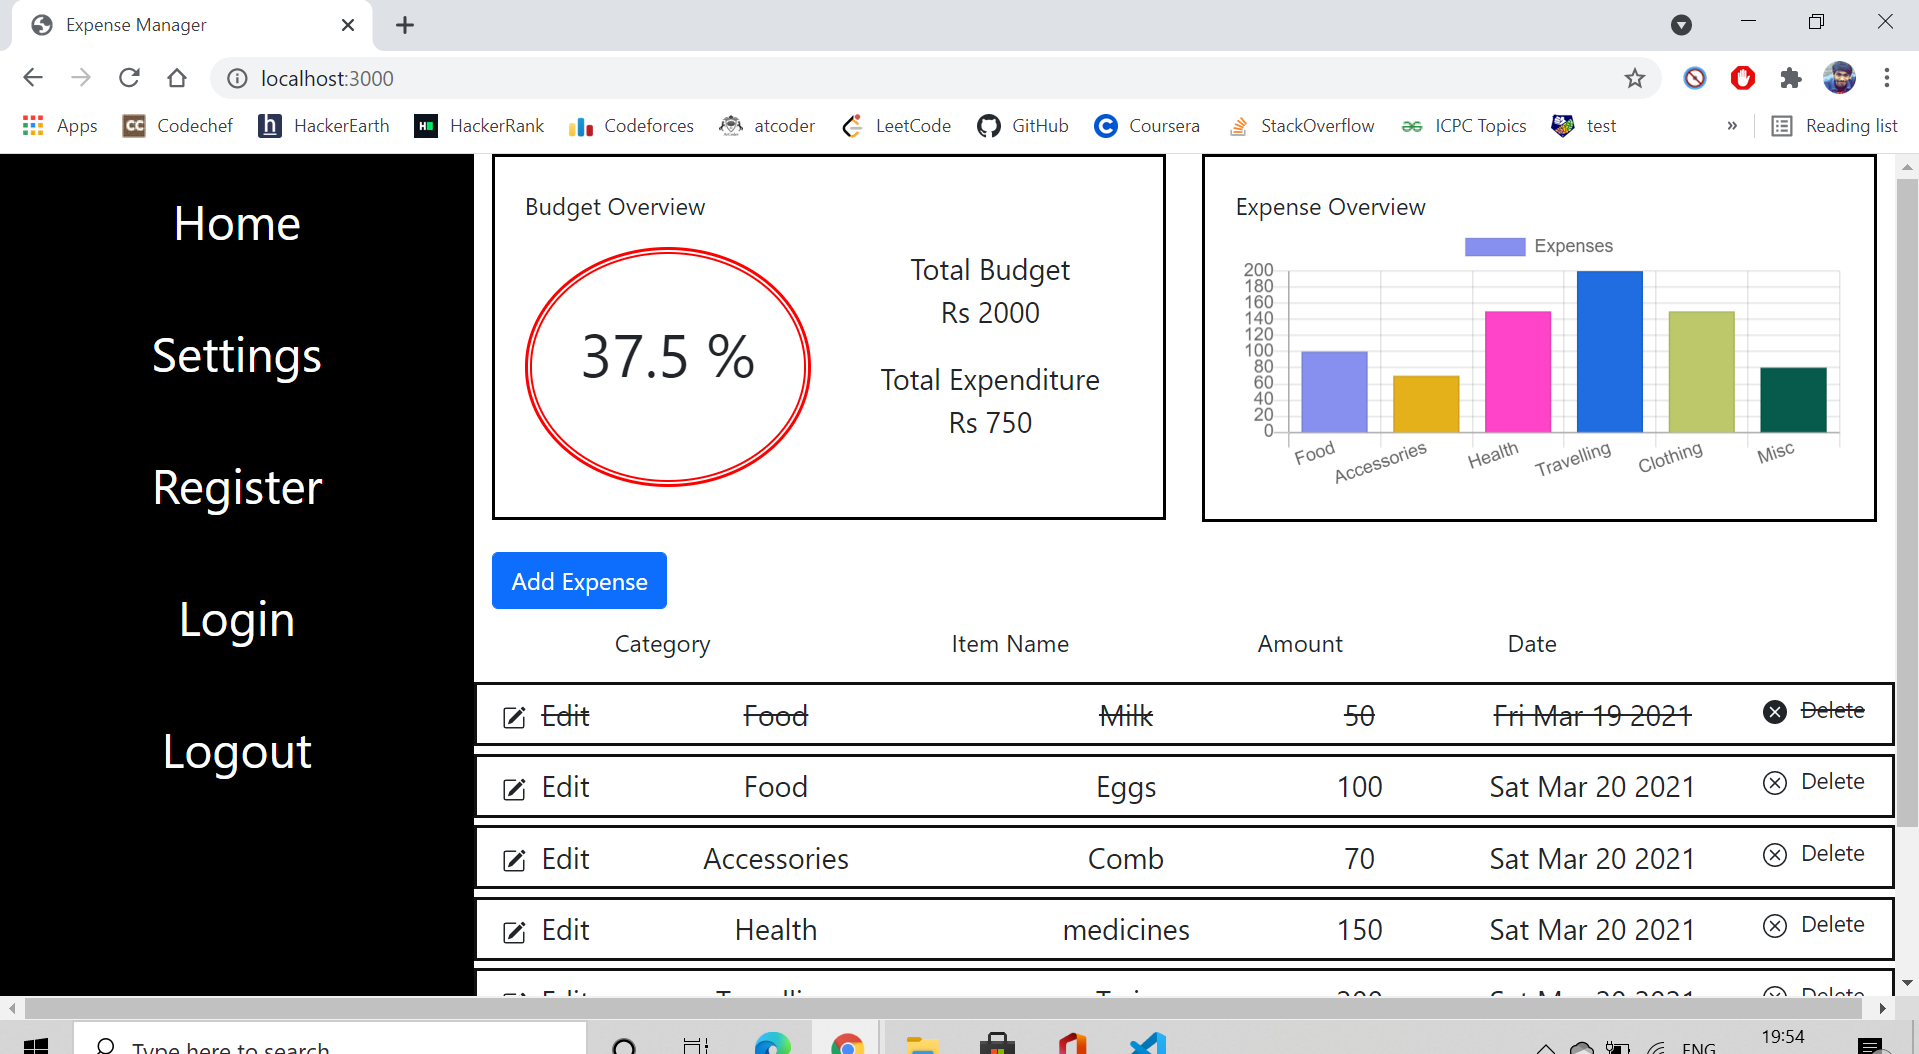 Expense Manager
localhost:3000
Apps
Codechef
HackerEarth
HackerRank
Codeforces
atcoder
LeetCode
GitHub
Coursera
StackOverflow
ICPC Topics
test
»
Reading list
Home
Settings
Register
Login
Logout
Budget Overview
37.5 %
Total Budget
Rs 2000
Total Expenditure
Rs 750
Expense Overview
Expenses
200
180
160
140
120
100
80
60
40
20
0
Food
Accessories
Health
Travelling
Clothing
Misc
Add Expense
Category Item Name Amount Date
Edit Food Milk 50 Fri Mar 19 2021 Delete
Edit Food Eggs 100 Sat Mar 20 2021 Delete
Edit Accessories Comb 70 Sat Mar 20 2021 Delete
Edit Health medicines 150 Sat Mar 20 2021 Delete
Type here to search
ENG
19:54